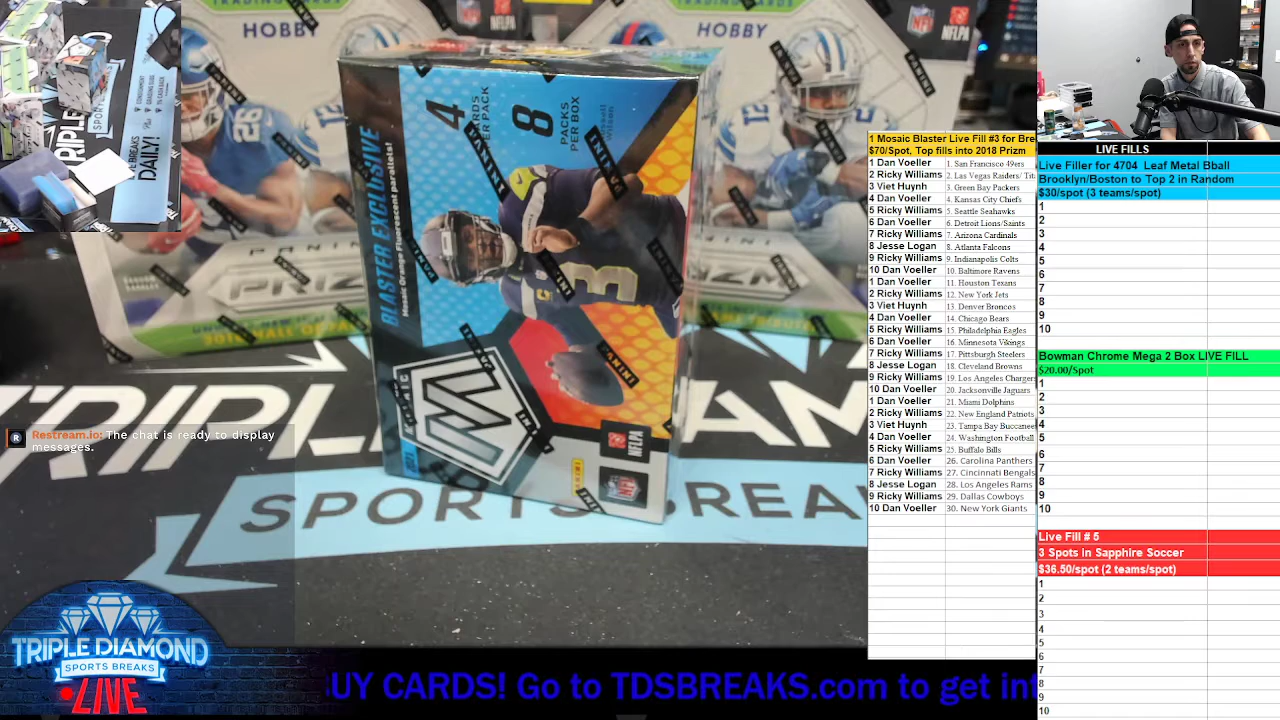 HOBBY
HOBBY
NFLPA
BREAKS
DAILY!
TRIPLE
BLASTER EXCLUSIVE
Mosaic Orange Fluorescent parallels!
4 CARDS PER PACK
8 PACKS PER BOX
Russell Wilson
PANINI
MOSAIC
2021
NFLPA
NFL
PRIZM
PRIZM
SPORTS BREA
Restream.io: The chat is ready to display
messages.
TRIPLE DIAMOND
SPORTS BREAKS
LIVE
UY CARDS! Go to TDSBREAKS.com to
1 Mosaic Blaster Live Fill #3
$70/Spot. Top fills into 2018 Prizm
1 Dan Voeller 1. San Francisco 49ers
2 Ricky Williams 2. Las Vegas Raiders/ Tit
3 Viet Huynh 3. Green Bay Packers
4 Dan Voeller 4. Kansas City Chiefs
5 Ricky Williams 5. Seattle Seahawks
6 Dan Voeller 6. Detroit Lions/Saints
7 Ricky Williams 7. Arizona Cardinals
8 Jesse Logan 8. Atlanta Falcons
9 Ricky Williams 9. Indianapolis Colts
10 Dan Voeller 10. Baltimore Ravens
1 Dan Voeller 11. Houston Texans
2 Ricky Williams 12. New York Jets
3 Viet Huynh 13. Denver Broncos
4 Dan Voeller 14. Chicago Bears
5 Ricky Williams 15. Philadelphia Eagles
6 Dan Voeller 16. Minnesota Vikings
7 Ricky Williams 17. Pittsburgh Steelers
8 Jesse Logan 18. Cleveland Browns
9 Ricky Williams 19. Los Angeles Chargers
10 Dan Voeller 20. Jacksonville Jaguars
1 Dan Voeller 21. Miami Dolphins
2 Ricky Williams 22. New England Patriots
3 Viet Huynh 23. Tampa Bay Buccanee
4 Dan Voeller 24. Washington Football
5 Ricky Williams 25. Buffalo Bills
6 Dan Voeller 26. Carolina Panthers
7 Ricky Williams 27. Cincinnati Bengals
8 Jesse Logan 28. Los Angeles Rams
9 Ricky Williams 29. Dallas Cowboys
10 Dan Voeller 30. New York Giants
LIVE FILLS
Live Filler for 4704 Leaf Metal Bball
Brooklyn/Boston to Top 2 in Random
$30/spot (3 teams/spot)
1
2
3
4
5
6
7
8
9
10
Bowman Chrome Mega 2 Box LIVE FILL
$20.00/Spot
1
2
3
4
5
6
7
8
9
10
Live Fill # 5
3 Spots in Sapphire Soccer
$36.50/spot (2 teams/spot)
1
2
3
4
5
6
7
8
9
10